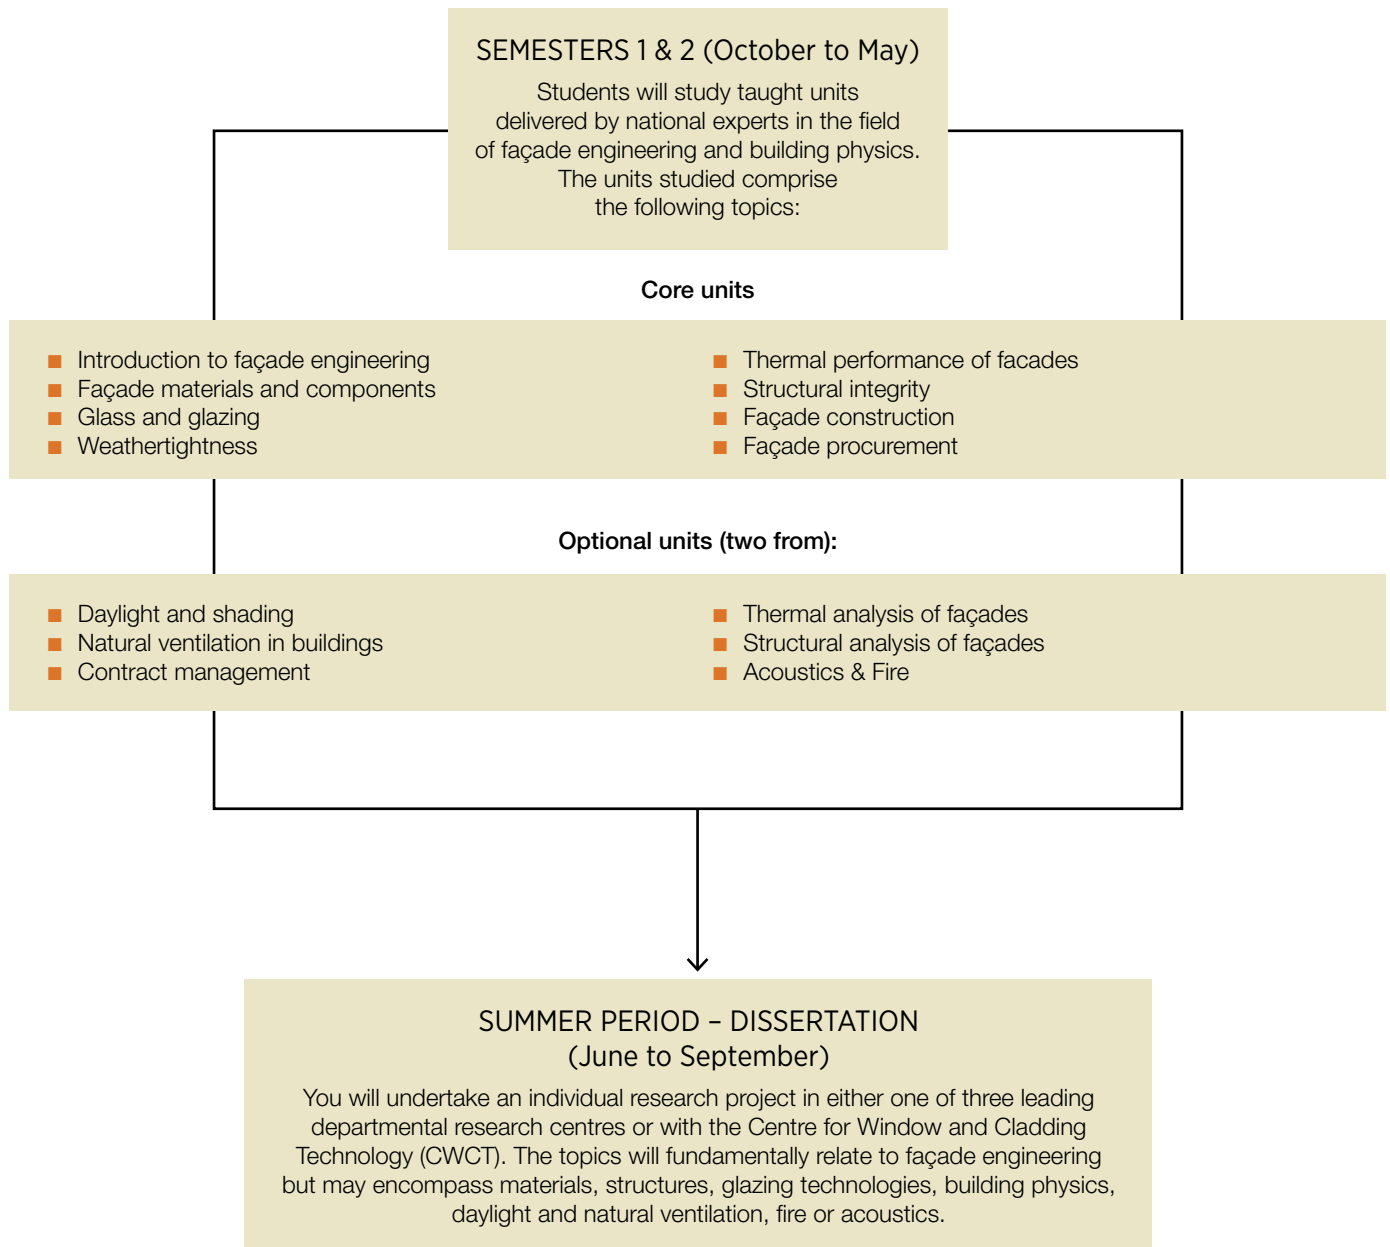 SEMESTERS 1 & 2 (October to May)
Students will study taught units
delivered by national experts in the field
of façade engineering and building physics.
The units studied comprise
the following topics:
Core units
■ Introduction to façade engineering
■ Façade materials and components
■ Glass and glazing
■ Weathertightness
■ Thermal performance of facades
■ Structural integrity
■ Façade construction
■ Façade procurement
Optional units (two from):
■ Daylight and shading
■ Natural ventilation in buildings
■ Contract management
■ Thermal analysis of façades
■ Structural analysis of façades
■ Acoustics & Fire
SUMMER PERIOD – DISSERTATION
(June to September)
You will undertake an individual research project in either one of three leading
departmental research centres or with the Centre for Window and Cladding
Technology (CWCT). The topics will fundamentally relate to façade engineering
but may encompass materials, structures, glazing technologies, building physics,
daylight and natural ventilation, fire or acoustics.